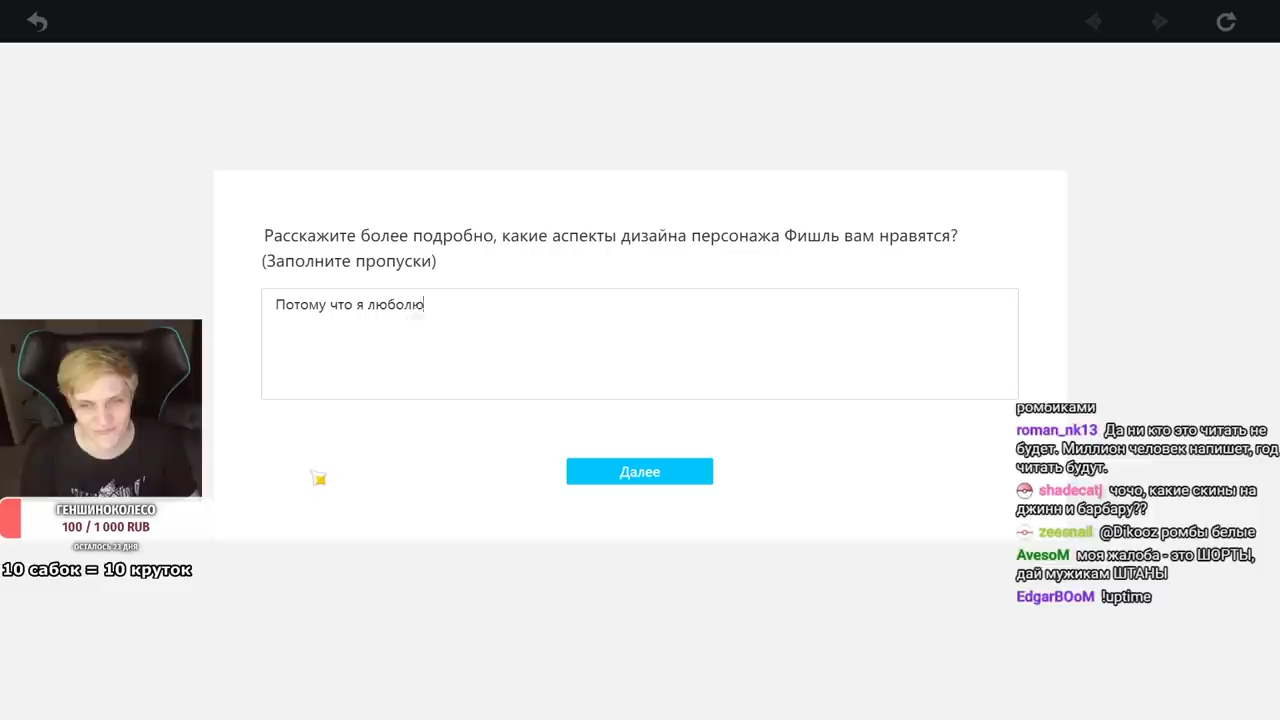 Расскажите более подробно, какие аспекты дизайна персонажа Фишль вам нравятся?
(Заполните пропуски)
Потому что я люболю
Далее
ГЕНШИНОКОЛЕСО
100 / 1 000 RUB
ОСТАЛОСЬ 23 ДНЯ
10 сабок = 10 круток
ромбиками
roman_nk13 Да ни кто это читать не
будет. Миллион человек напишет, год
читать будут.
shadecatj чочо, какие скины на
джинн и барбару??
zeesnail @Dikooz ромбы белые
AvesoM моя жалоба - это ШОРТЫ,
дай мужикам ШТАНЫ
EdgarBOoM !uptime